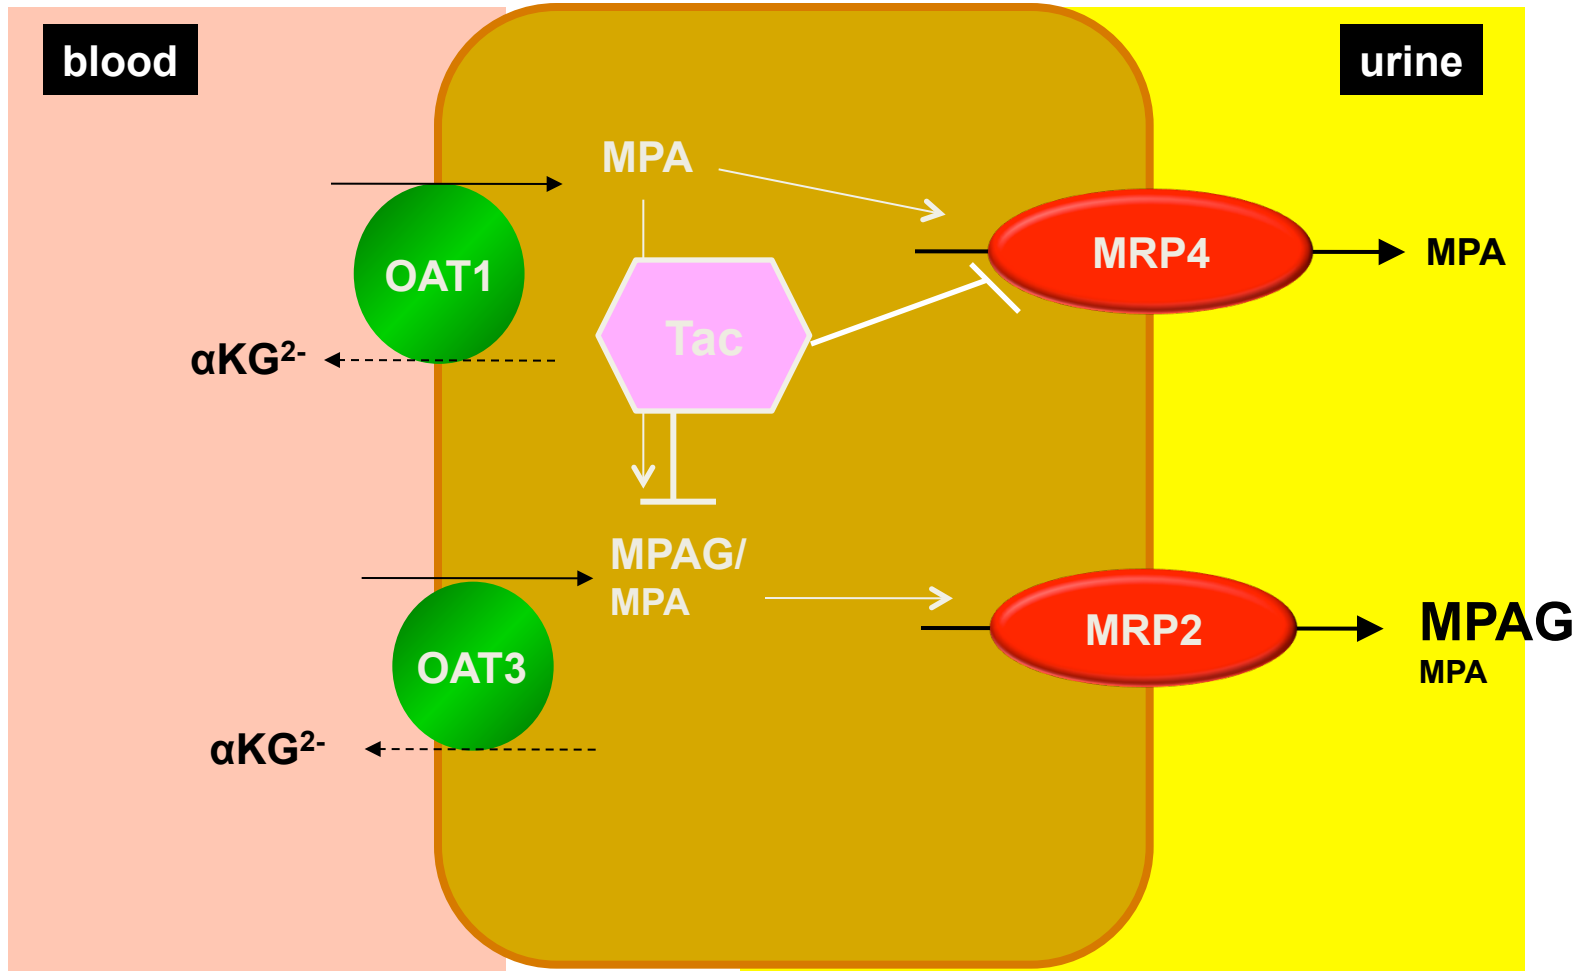 blood
urine
MPA
OAT1
MRP4
MPA
Tac
αKG²⁻
MPAG/
MPA
MRP2
MPAG
MPA
OAT3
αKG²⁻